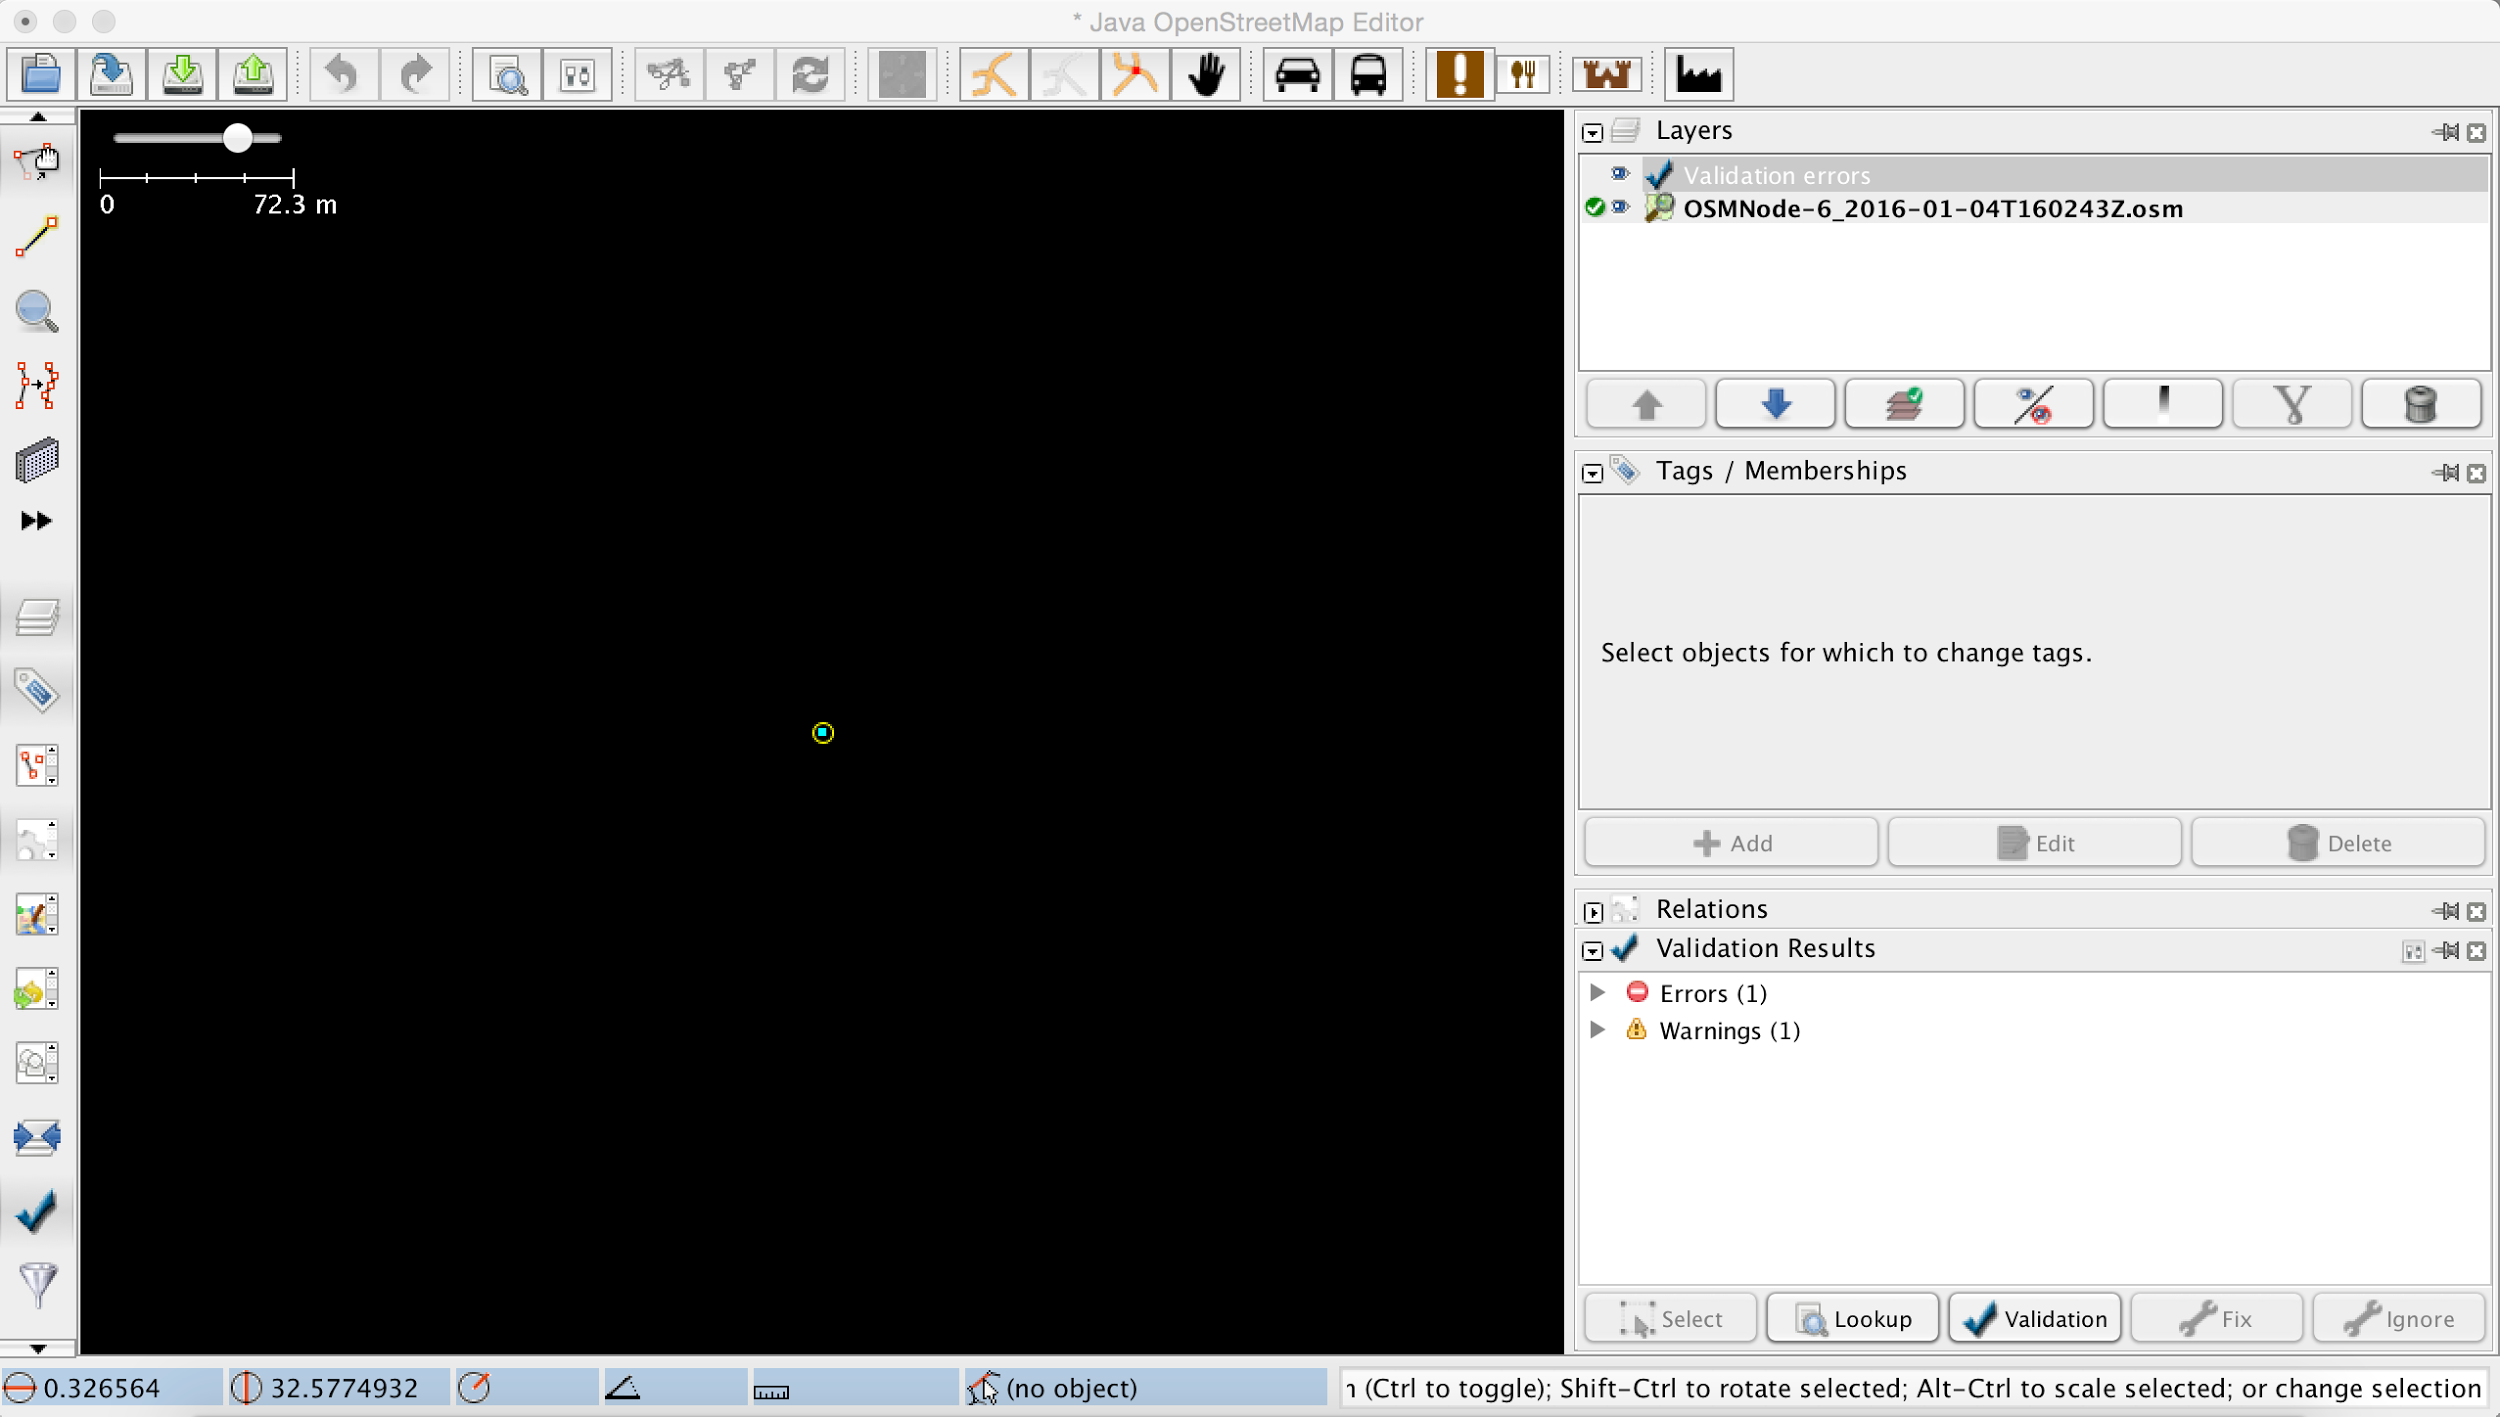 * Java OpenStreetMap Editor
0 72.3 m
Layers
Validation errors
OSMNode-6_2016-01-04T160243Z.osm
Tags / Memberships
Select objects for which to change tags.
Add Edit Delete
Relations
Validation Results
Errors (1)
Warnings (1)
Select Lookup Validation Fix Ignore
0.326564 32.5774932 (no object) (Ctrl to toggle); Shift-Ctrl to rotate selected; Alt-Ctrl to scale selected; or change selection